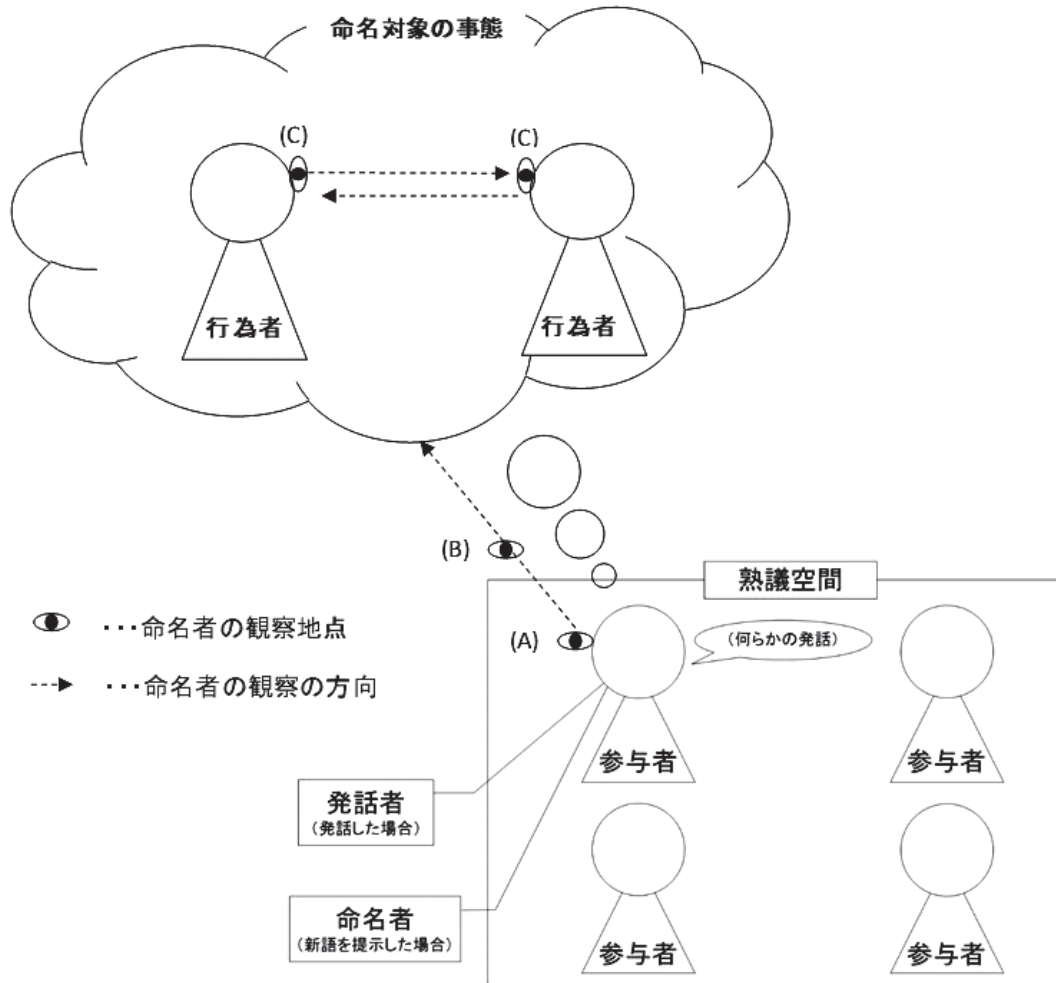 命名対象の事態
(C)
(C)
行為者
行為者
(B)
熟議空間
・・・命名者の観察地点
(A)
(何らかの発話)
・・・命名者の観察の方向
参与者
参与者
発話者
(発話した場合)
命名者
(新語を提示した場合)
参与者
参与者